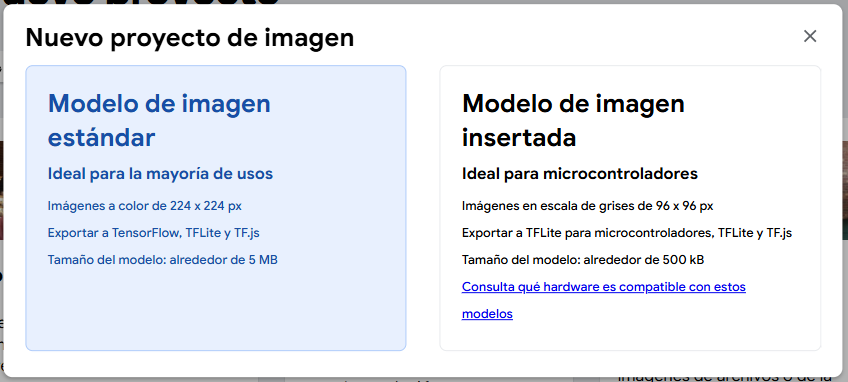 Nuevo proyecto de imagen
Modelo de imagen
estándar
Ideal para la mayoría de usos
Imágenes a color de 224 x 224 px
Exportar a TensorFlow, TFLite y TF.js
Tamaño del modelo: alrededor de 5 MB
Modelo de imagen
insertada
Ideal para microcontroladores
Imágenes en escala de grises de 96 x 96 px
Exportar a TFLite para microcontroladores, TFLite y TF.js
Tamaño del modelo: alrededor de 500 kB
Consulta qué hardware es compatible con estos
modelos